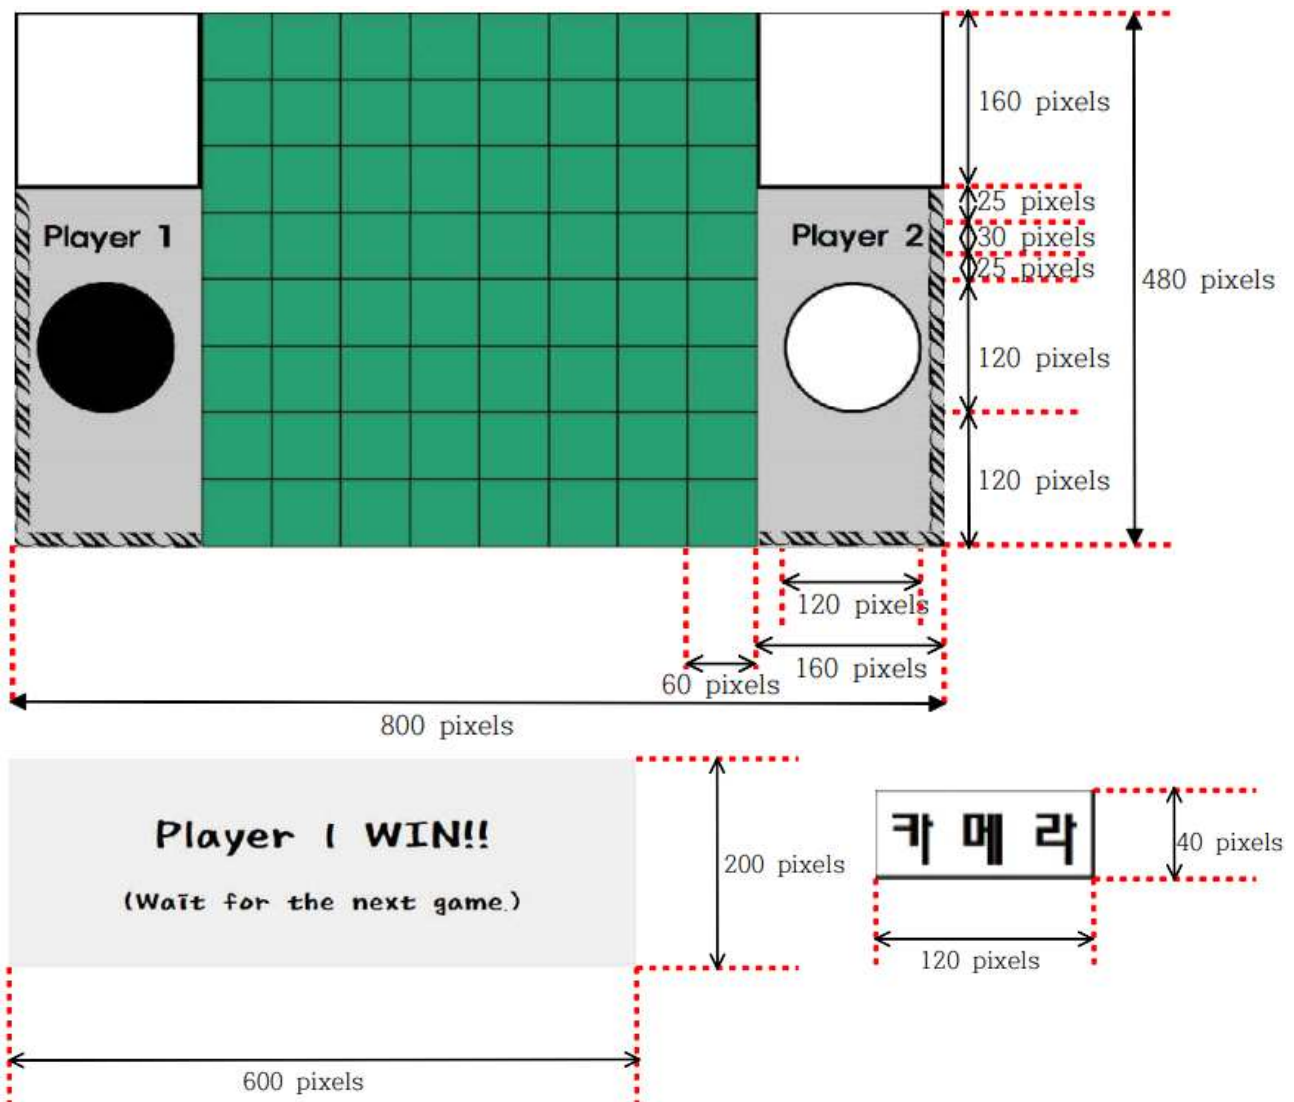 160 pixels
25 pixels
Player 1
Player 2
30 pixels
25 pixels
480 pixels
120 pixels
120 pixels
120 pixels
160 pixels
60 pixels
800 pixels
Player 1 WIN!!
(Wait for the next game.)
200 pixels
카 메 라
40 pixels
120 pixels
600 pixels